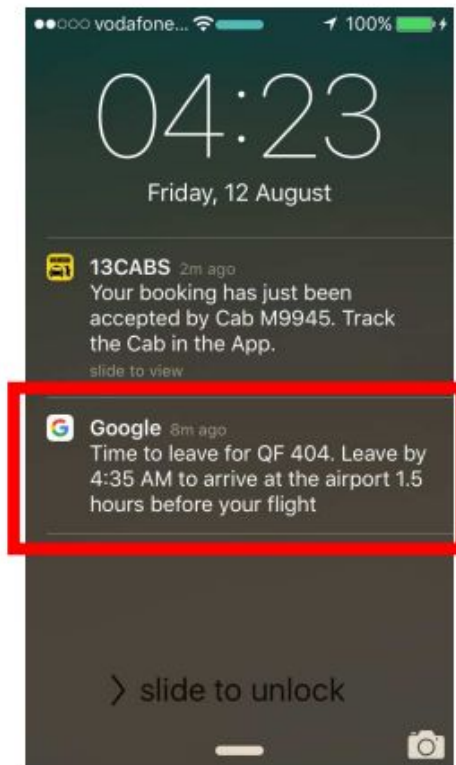 vodafone... 100%
04:23
Friday, 12 August
13CABS 2m ago
Your booking has just been
accepted by Cab M9945. Track
the Cab in the App.
slide to view
Google 8m ago
Time to leave for QF 404. Leave by
4:35 AM to arrive at the airport 1.5
hours before your flight
> slide to unlock